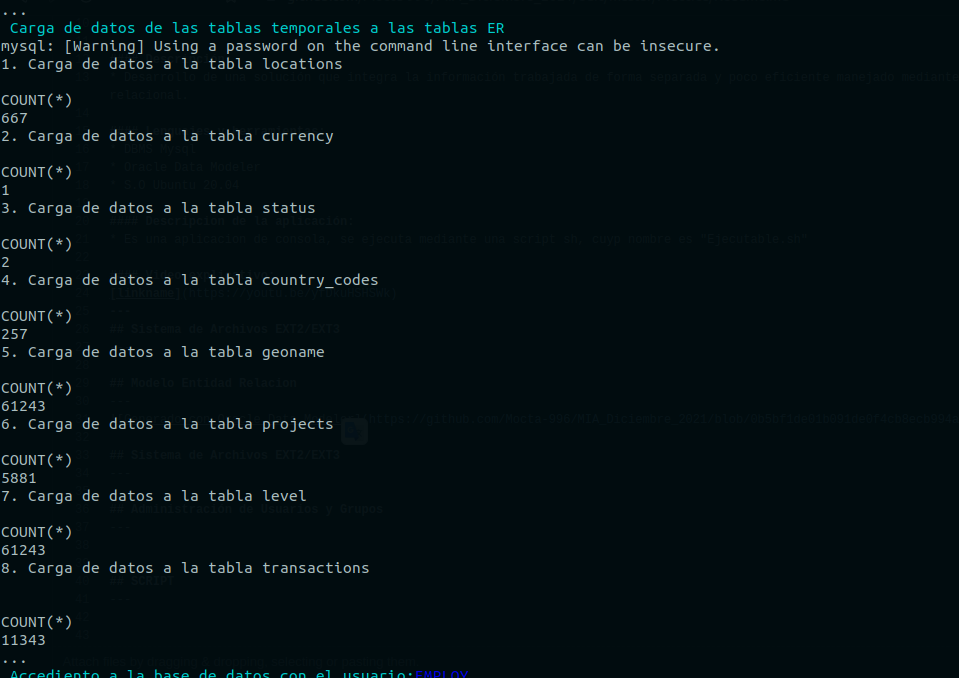 ...
Carga de datos de las tablas temporales a las tablas ER
mysql: [Warning] Using a password on the command line interface can be insecure.
1. Carga de datos a la tabla locations
COUNT(*)
667
2. Carga de datos a la tabla currency
COUNT(*)
1
3. Carga de datos a la tabla status
COUNT(*)
2
4. Carga de datos a la tabla country_codes
COUNT(*)
257
5. Carga de datos a la tabla geoname
COUNT(*)
61243
6. Carga de datos a la tabla projects
COUNT(*)
5881
7. Carga de datos a la tabla level
COUNT(*)
61243
8. Carga de datos a la tabla transactions
COUNT(*)
11343
...
Accediento a la base de datos con el usuario:EMPLOY